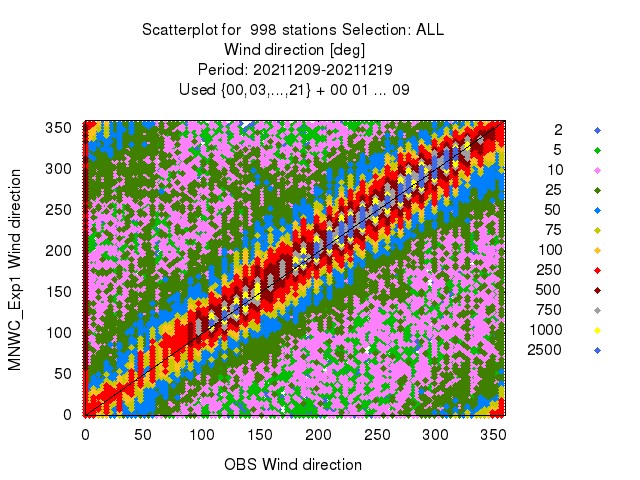 Scatterplot for 998 stations Selection: ALL
Wind direction [deg]
Period: 20211209-20211219
Used {00,03,...,21} + 00 01 ... 09
MNWC_Exp1 Wind direction
350
300
250
200
150
100
50
0
0 50 100 150 200 250 300 350
OBS Wind direction
2
5
10
25
50
75
100
250
500
750
1000
2500